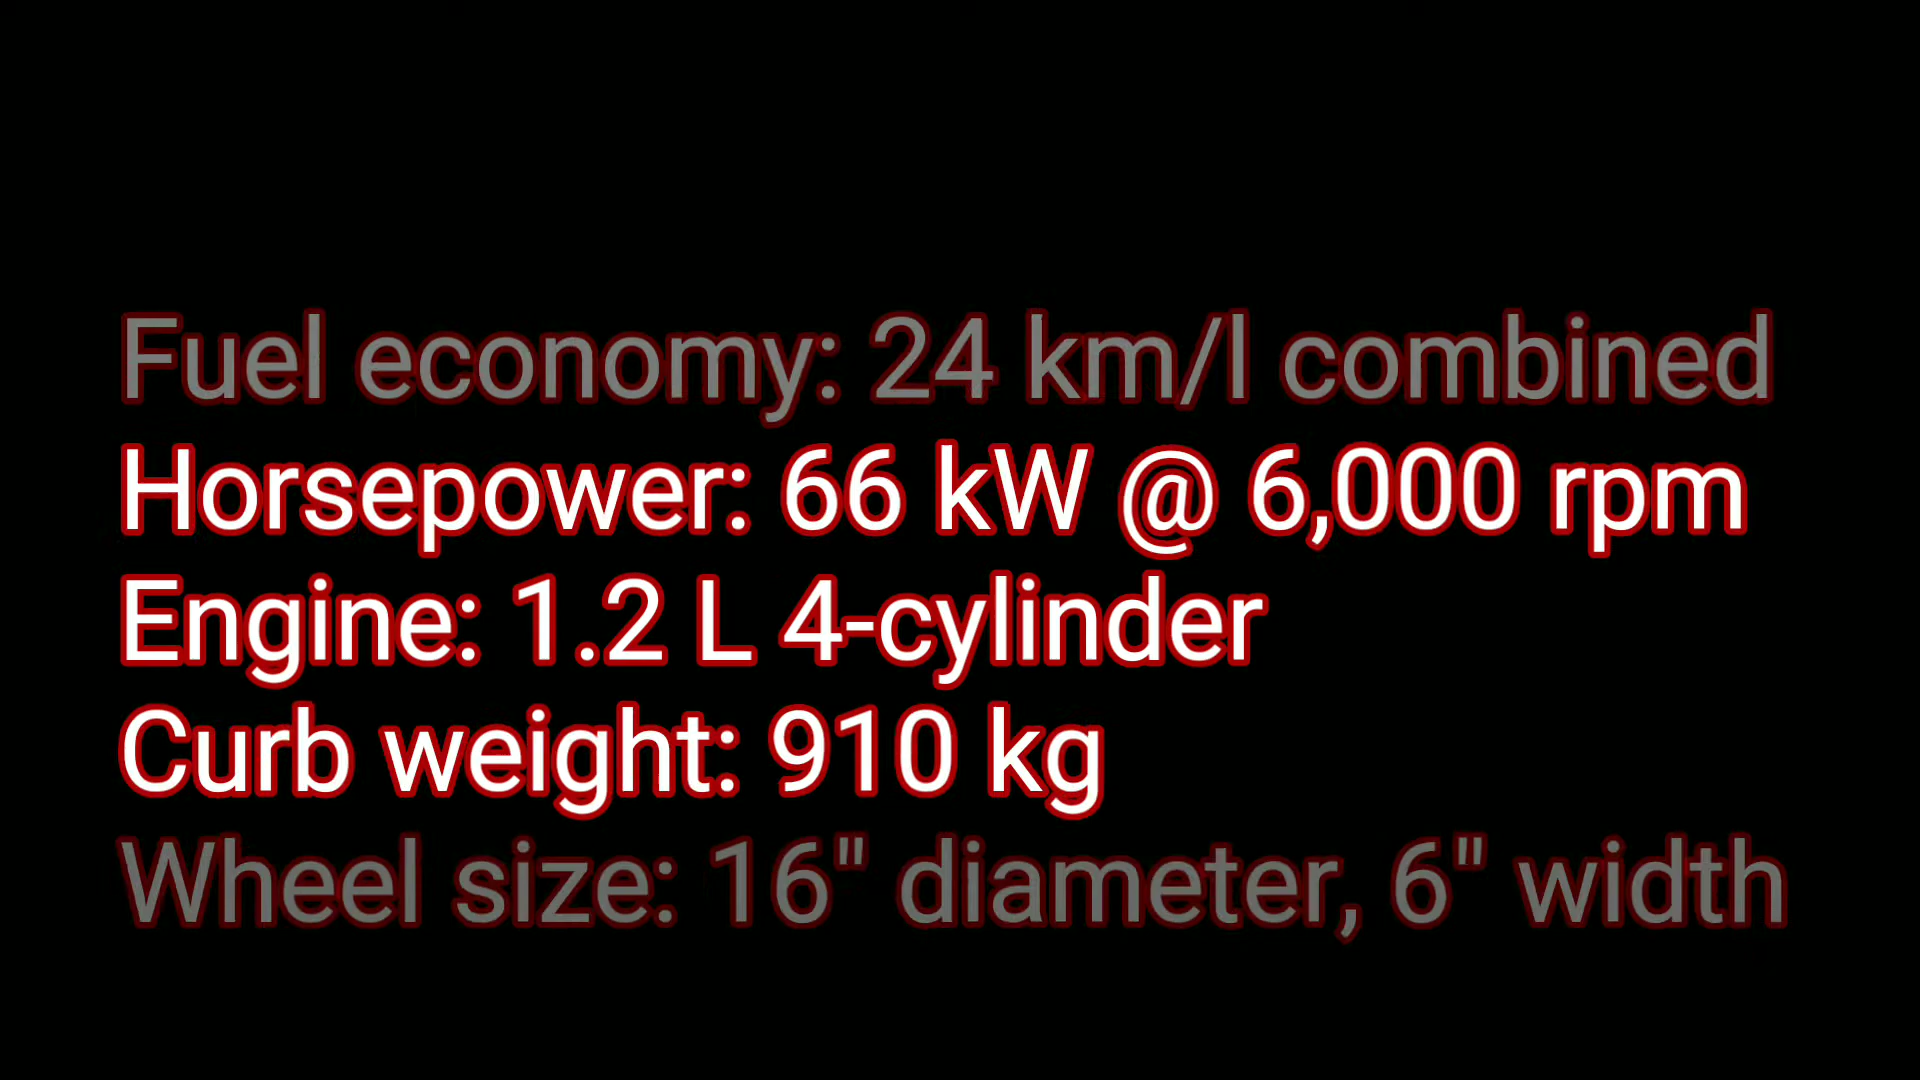 Fuel economy: 24 km/l combined
Horsepower: 66 kW @ 6,000 rpm
Engine: 1.2 L 4-cylinder
Curb weight: 910 kg
Wheel size: 16" diameter, 6" width